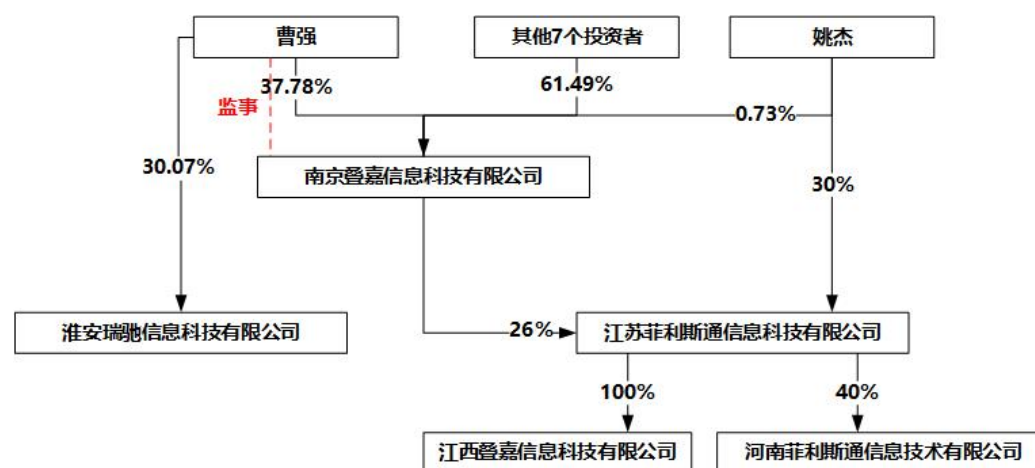 曹强
其他7个投资者
姚杰
37.78%
61.49%
监事
0.73%
30.07%
南京叠嘉信息科技有限公司
30%
淮安瑞驰信息科技有限公司
26%
江苏菲利斯通信息科技有限公司
100%
40%
江西叠嘉信息科技有限公司
河南菲利斯通信息技术有限公司